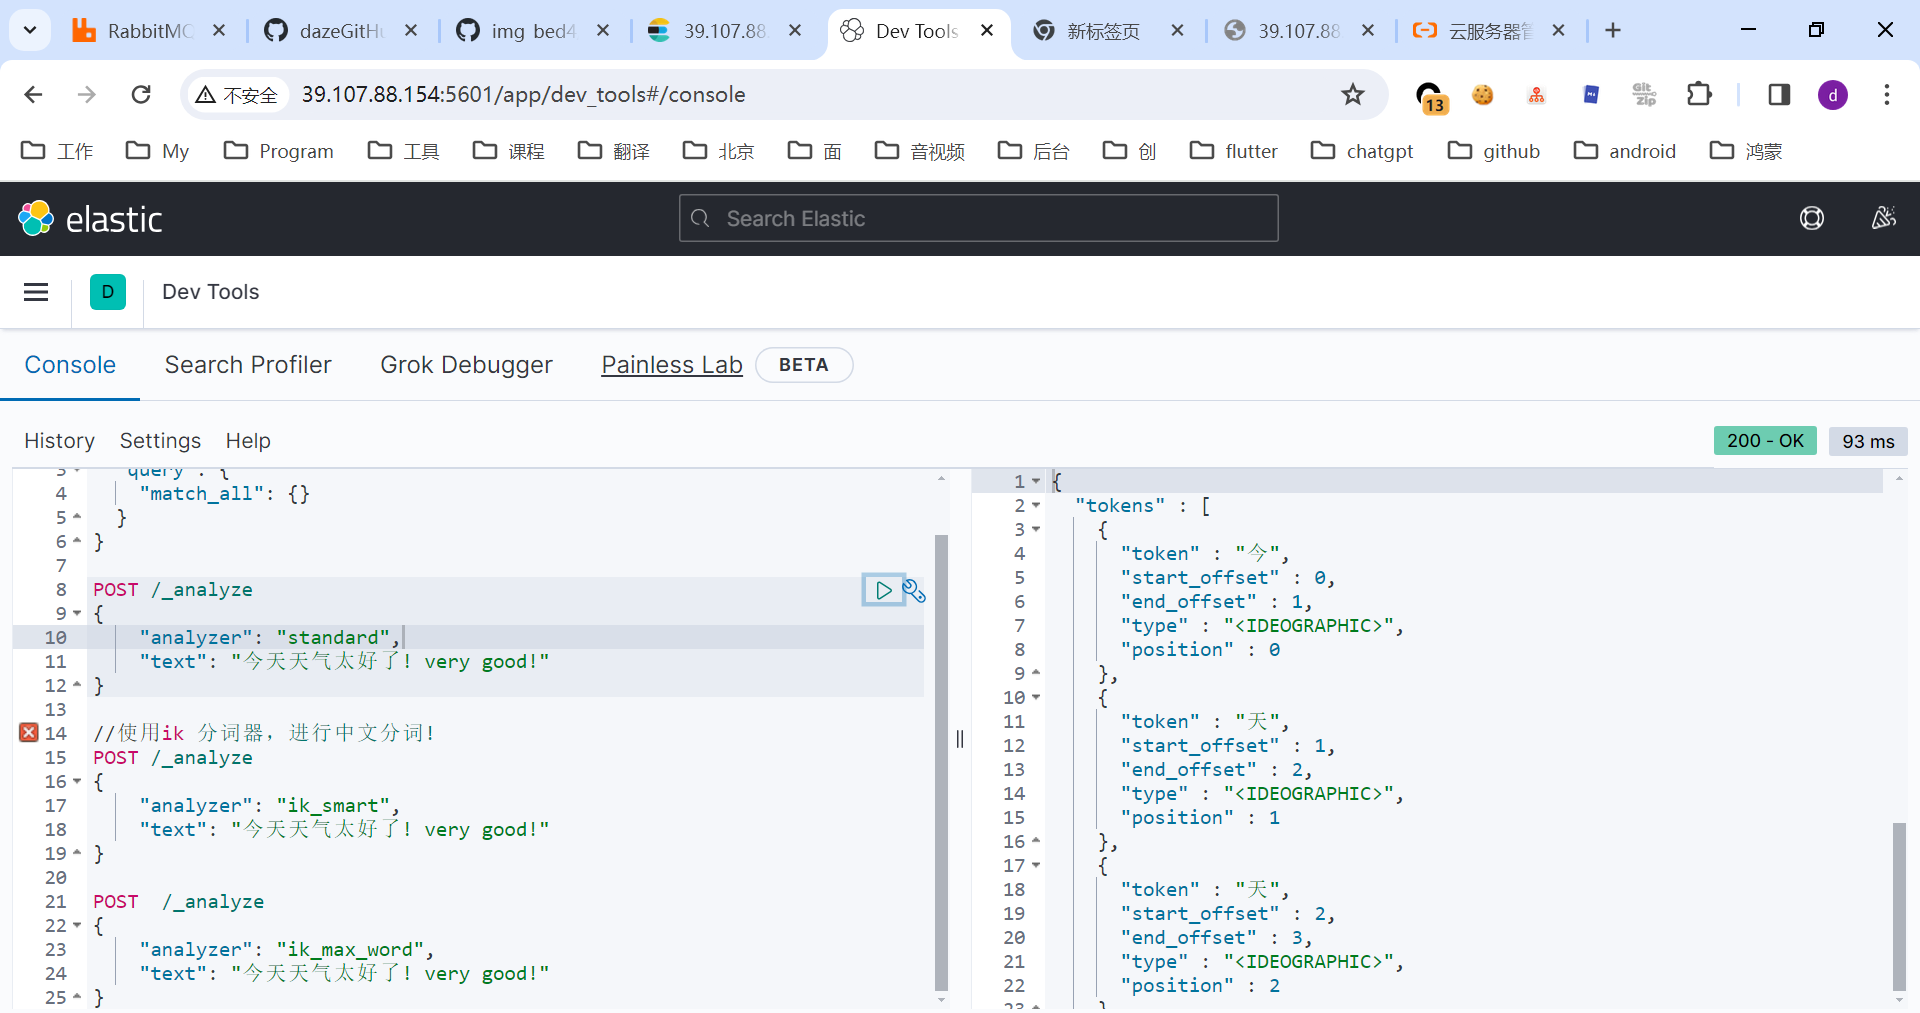 RabbitMC
dazeGitHu
img_bed4
39.107.88.
Dev Tools
新标签页
39.107.88
云服务器管
不安全
39.107.88.154:5601/app/dev_tools#/console
13
Git Zip
d
工作
My
Program
工具
课程
翻译
北京
面
音视频
后台
创
flutter
chatgpt
github
android
鸿蒙
elastic
Search Elastic
D
Dev Tools
Console
Search Profiler
Grok Debugger
Painless Lab
BETA
History
Settings
Help
200 - OK
93 ms
3 "query": {
4 "match_all": {}
5 }
6 }
7
8 POST /_analyze
9 {
10 "analyzer": "standard",
11 "text": "今天天气太好了! very good!"
12 }
13
14 //使用ik 分词器, 进行中文分词!
15 POST /_analyze
16 {
17 "analyzer": "ik_smart",
18 "text": "今天天气太好了! very good!"
19 }
20
21 POST  /_analyze
22 {
23 "analyzer": "ik_max_word",
24 "text": "今天天气太好了! very good!"
25 }
1 {
2 "tokens" : [
3 {
4 "token" : "今",
5 "start_offset" : 0,
6 "end_offset" : 1,
7 "type" : "<IDEOGRAPHIC>",
8 "position" : 0
9 },
10 {
11 "token" : "天",
12 "start_offset" : 1,
13 "end_offset" : 2,
14 "type" : "<IDEOGRAPHIC>",
15 "position" : 1
16 },
17 {
18 "token" : "天",
19 "start_offset" : 2,
20 "end_offset" : 3,
21 "type" : "<IDEOGRAPHIC>",
22 "position" : 2
23 }